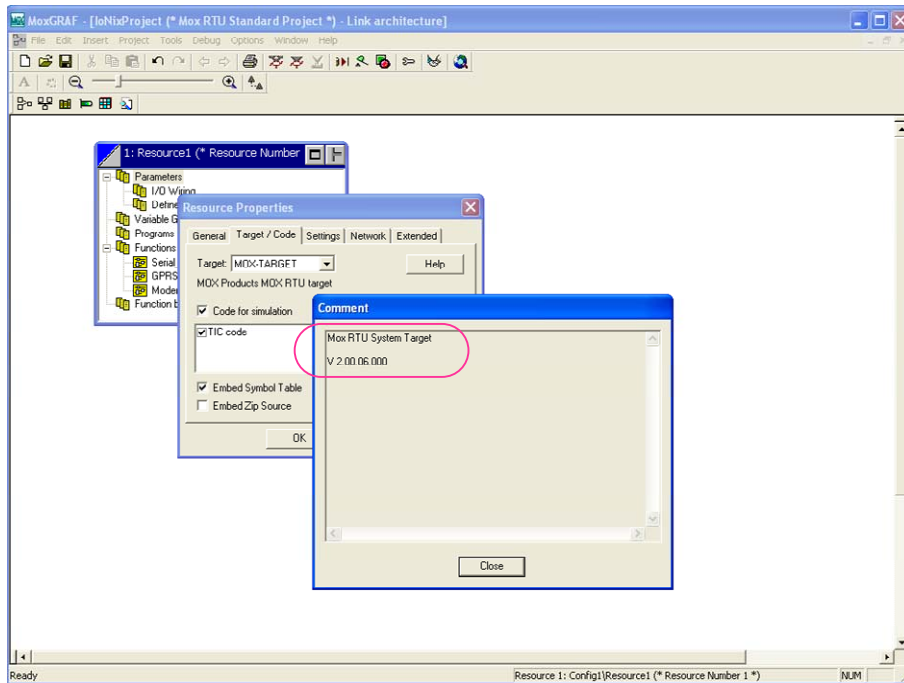 MoxGRAF - [IoNixProject (* Mox RTU Standard Project *) - Link architecture]
File Edit Insert Project Tools Debug Options Window Help
1: Resource1 (* Resource Number
Parameters
I/O Wiring
Define
Variable G
Programs
Functions
Serial
GPRS
Mode
Function b
Resource Properties
General Target / Code Settings Network Extended
Target: MOX-TARGET
Help
MOX Products MOX RTU target
Code for simulation
TIC code
Embed Symbol Table
Embed Zip Source
OK
Comment
Mox RTU System Target
V 2.00.06.000
Close
Ready
Resource 1: Config1\Resource1 (* Resource Number 1 *)
NUM